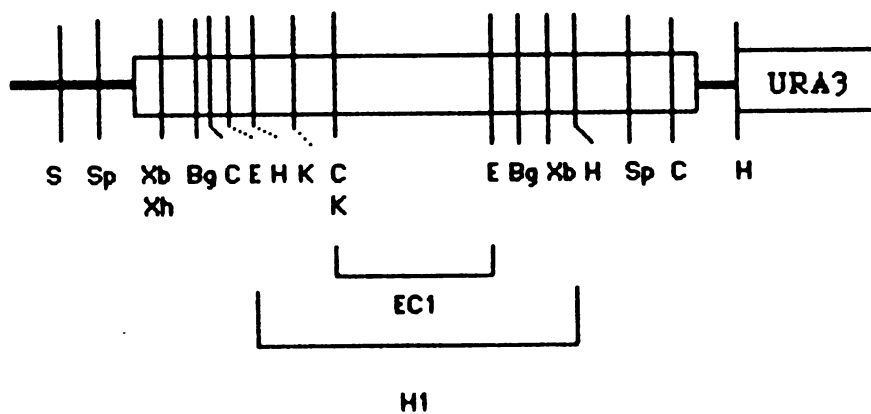 URA3
S Sp Xb Bg C E H K C E Bg Xb H Sp C H
Xh K
EC1
H1